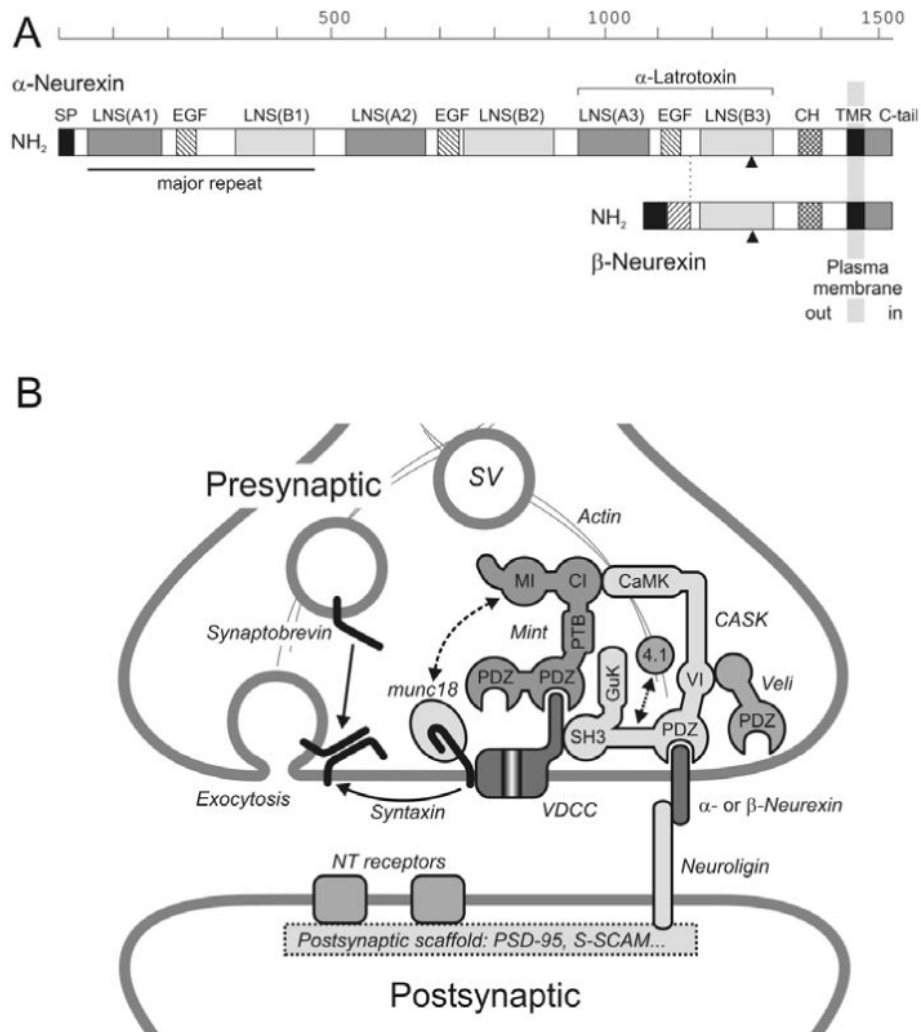 A
500 1000 1500
α-Neurexin
α-Latrotoxin
SP LNS(A1) EGF LNS(B1) LNS(A2) EGF LNS(B2) LNS(A3) EGF LNS(B3) CH TMR C-tail
NH₂
major repeat
NH₂
β-Neurexin
Plasma
membrane
out in
B
Presynaptic
SV
Actin
MI CI CaMK
Synaptobrevin
Mint
PTB
CASK
4.1
munc18
PDZ PDZ
GuK
VI
Veli
SH3
PDZ
PDZ
Exocytosis
Syntaxin
VDCC
α- or β-Neurexin
NT receptors
Neuroligin
Postsynaptic scaffold: PSD-95, S-SCAM...
Postsynaptic